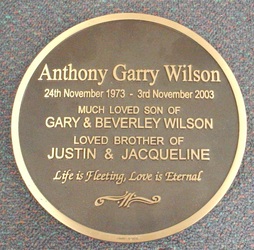 Anthony Garry Wilson
24th November 1973 - 3rd November 2003
MUCH LOVED SON OF
GARY & BEVERLEY WILSON
LOVED BROTHER OF
JUSTIN & JACQUELINE
Life is Fleeting, Love is Eternal